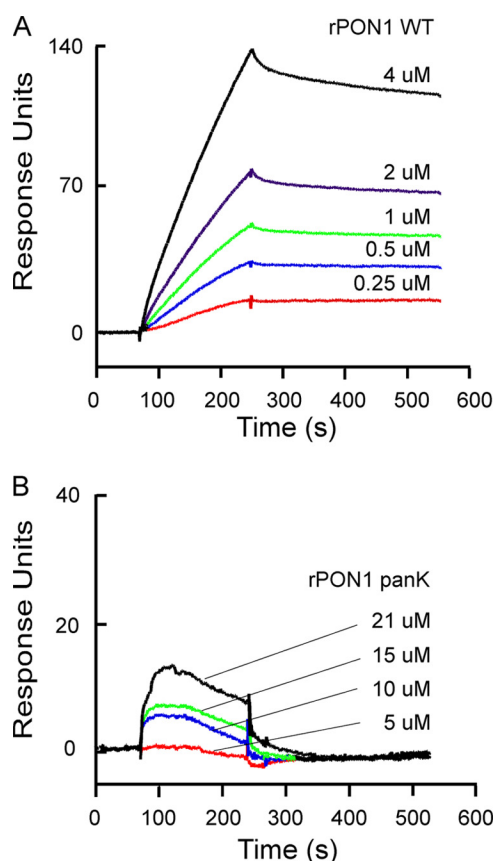 A
rPON1 WT
140
70
0
Response Units
4 uM
2 uM
1 uM
0.5 uM
0.25 uM
0 100 200 300 400 500 600
Time (s)
B
40
20
0
Response Units
rPON1 panK
21 uM
15 uM
10 uM
5 uM
0 100 200 300 400 500 600
Time (s)